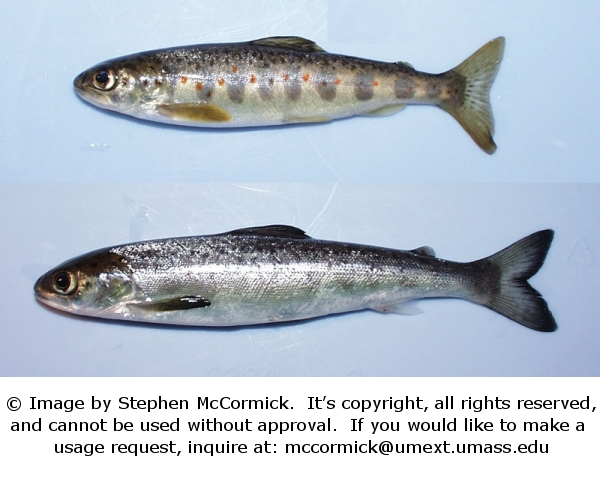 © Image by Stephen McCormick.  It's copyright, all rights reserved,
and cannot be used without approval.  If you would like to make a
usage request, inquire at: mccormick@umext.umass.edu